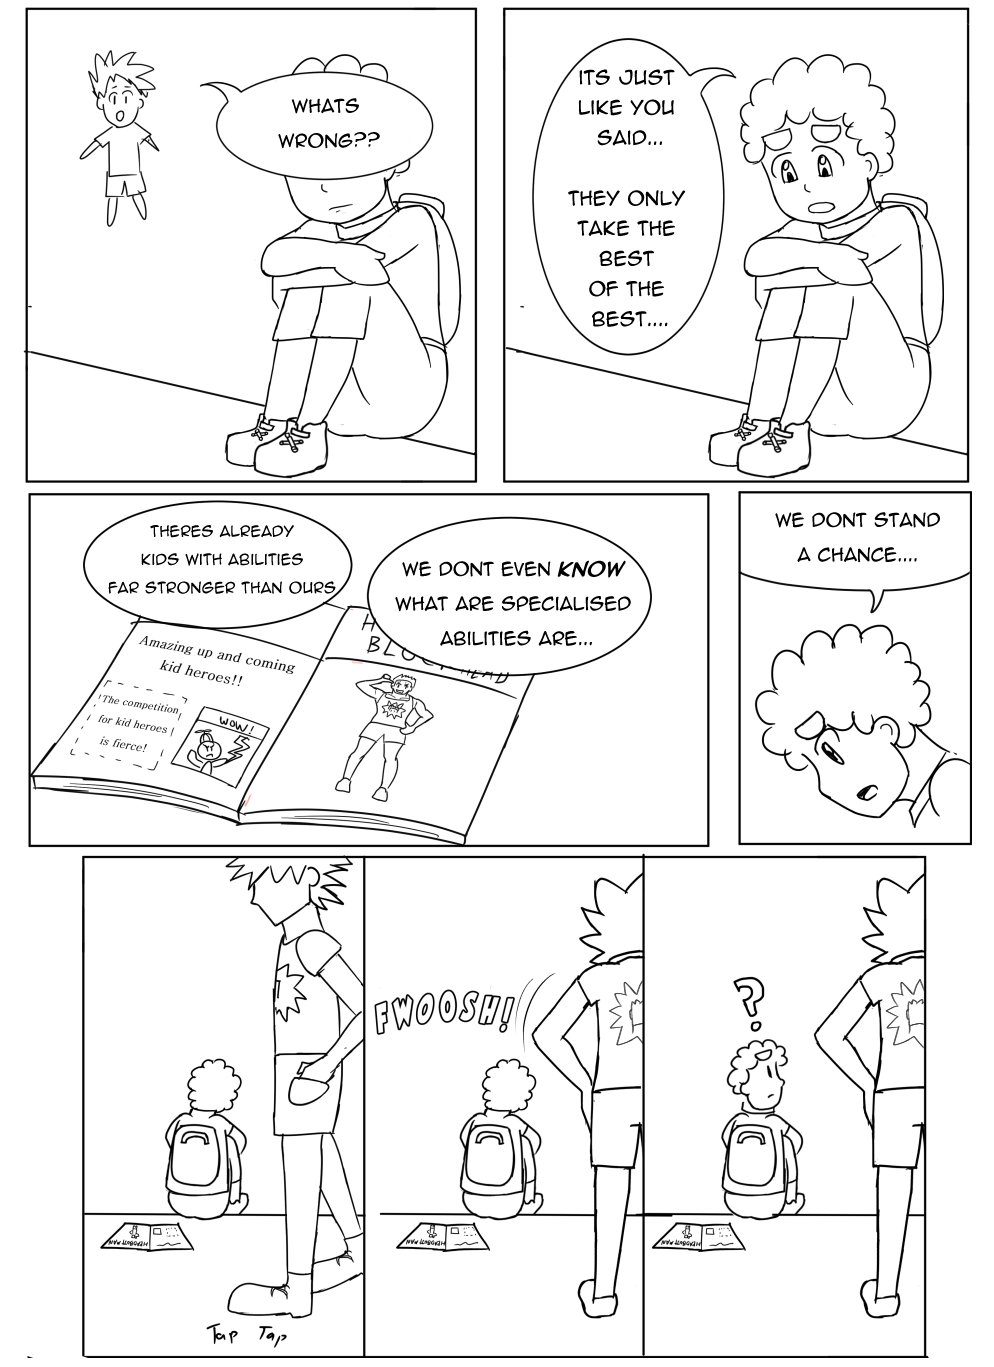 WHATS
WRONG??
ITS JUST
LIKE YOU
SAID...
THEY ONLY
TAKE THE
BEST
OF THE
BEST....
THERES ALREADY
KIDS WITH ABILITIES
FAR STRONGER THAN OURS
WE DONT EVEN KNOW
WHAT ARE SPECIALISED
ABILITIES ARE...
Amazing up and coming
kid heroes!!
The competition
for kid heroes
is fierce!
WOW!
WE DONT STAND
A CHANCE....
Tap Tap
FWOOSH!
?